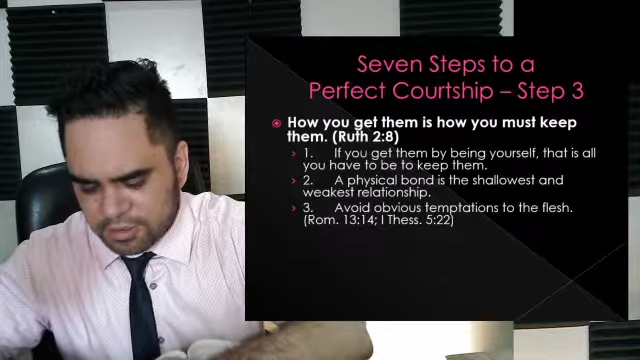 Seven Steps to a
Perfect Courtship – Step 3
How you get them is how you must keep
them. (Ruth 2:8)
1. If you get them by being yourself, that is all
you have to be to keep them.
2. A physical bond is the shallowest and
weakest relationship.
3. Avoid obvious temptations to the flesh.
(Rom. 13:14; I Thess. 5:22)